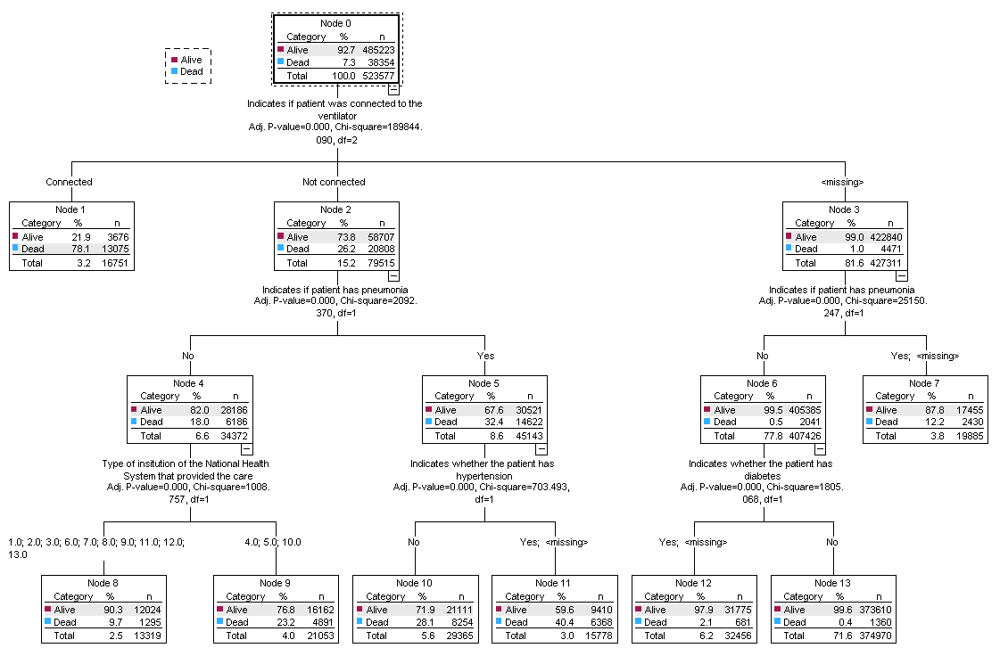 Node 0
Category % n
Alive 92.7 485223
Dead 7.3 38354
Total 100.0 523577
Alive
Dead
Indicates if patient was connected to the
ventilator
Adj. P-value=0.000, Chi-square=189844.
090, df=2
Connected
Not connected
<missing>
Node 1
Category % n
Alive 21.9 3676
Dead 78.1 13075
Total 3.2 16751
Node 2
Category % n
Alive 73.8 58707
Dead 26.2 20808
Total 15.2 79515
Node 3
Category % n
Alive 99.0 422840
Dead 1.0 4471
Total 81.6 427311
Indicates if patient has pneumonia
Adj. P-value=0.000, Chi-square=2092.
370, df=1
Indicates if patient has pneumonia
Adj. P-value=0.000, Chi-square=25150.
247, df=1
No
Yes
No
Yes; <missing>
Node 4
Category % n
Alive 82.0 28186
Dead 18.0 6186
Total 6.6 34372
Node 5
Category % n
Alive 67.6 30521
Dead 32.4 14622
Total 8.6 45143
Node 6
Category % n
Alive 99.5 405385
Dead 0.5 2041
Total 77.8 407426
Node 7
Category % n
Alive 87.8 17455
Dead 12.2 2430
Total 3.8 19885
Type of insitution of the National Health
System that provided the care
Adj. P-value=0.000, Chi-square=1008.
757, df=1
Indicates whether the patient has
hypertension
Adj. P-value=0.000, Chi-square=703.493,
df=1
Indicates whether the patient has
diabetes
Adj. P-value=0.000, Chi-square=1805.
068, df=1
1.0; 2.0; 3.0; 6.0; 7.0; 8.0; 9.0; 11.0; 12.0;
13.0
4.0; 5.0; 10.0
No
Yes; <missing>
Yes; <missing>
No
Node 8
Category % n
Alive 90.3 12024
Dead 9.7 1295
Total 2.5 13319
Node 9
Category % n
Alive 76.8 16162
Dead 23.2 4891
Total 4.0 21053
Node 10
Category % n
Alive 71.9 21111
Dead 28.1 8254
Total 5.6 29365
Node 11
Category % n
Alive 59.6 9410
Dead 40.4 6368
Total 3.0 15778
Node 12
Category % n
Alive 97.9 31775
Dead 2.1 681
Total 6.2 32456
Node 13
Category % n
Alive 99.6 373610
Dead 0.4 1360
Total 71.6 374970